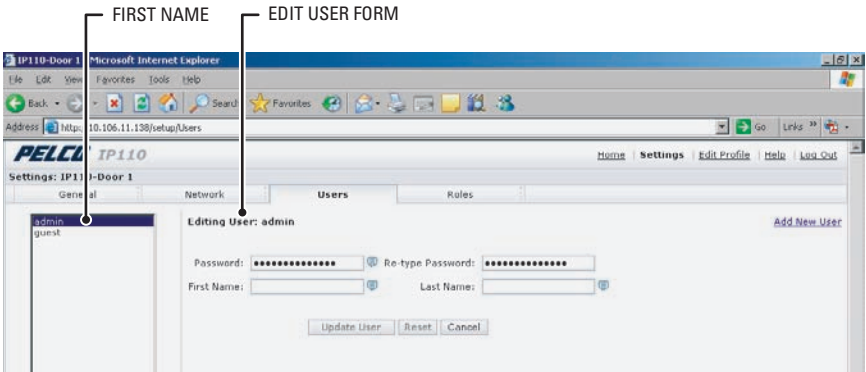 FIRST NAME EDIT USER FORM
IP110-Door 1 Microsoft Internet Explorer
File Edit View Favorites Tools Help
Back Search Favorites
Address http: 10.106.11.138/setup/Users Go Links »
PELCO IP110 Home Settings Edit Profile Help Log Out
Settings: IP110-Door 1
General Network Users Roles
admin Editing User: admin Add New User
guest
Password: •••••••••••••• Re-type Password: ••••••••••••••
First Name: Last Name:
Update User Reset Cancel